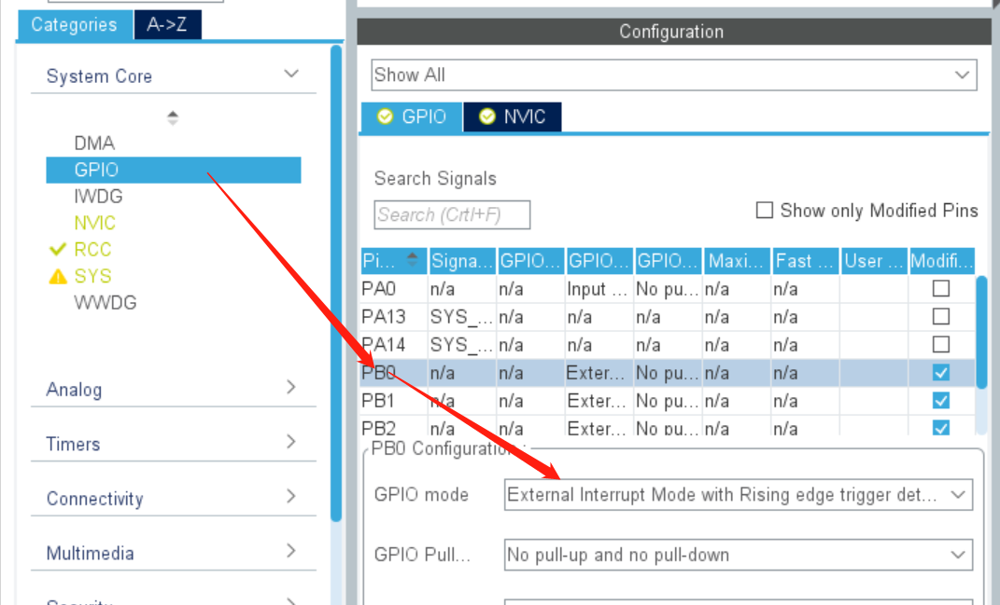 Categories A->Z
System Core
DMA
GPIO
IWDG
NVIC
RCC
SYS
WWDG
Analog
Timers
Connectivity
Multimedia
Configuration
Show All
GPIO NVIC
Search Signals
Search (Crtl+F)
Show only Modified Pins
Pi... Signa... GPIO... GPIO... GPIO... Maxi... Fast ... User ... Modifi...
PA0 n/a n/a Input ... No pu... n/a n/a
PA13 SYS_... n/a n/a n/a n/a n/a
PA14 SYS_... n/a n/a n/a n/a n/a
PB0 n/a n/a Exter... No pu... n/a n/a
PB1 n/a n/a Exter... No pu... n/a n/a
PB2 n/a n/a Exter... No pu... n/a n/a
PB0 Configuration :
GPIO mode External Interrupt Mode with Rising edge trigger det...
GPIO Pull... No pull-up and no pull-down